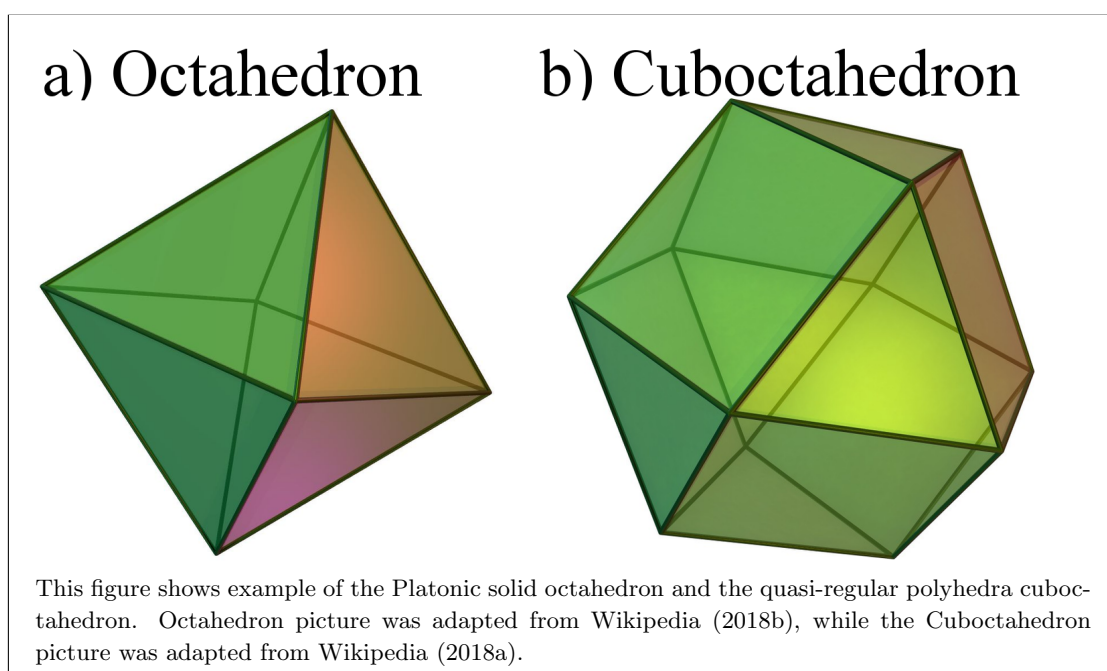 a) Octahedron
b) Cuboctahedron
This figure shows example of the Platonic solid octahedron and the quasi-regular polyhedra cuboc-
tahedron. Octahedron picture was adapted from Wikipedia (2018b), while the Cuboctahedron
picture was adapted from Wikipedia (2018a).